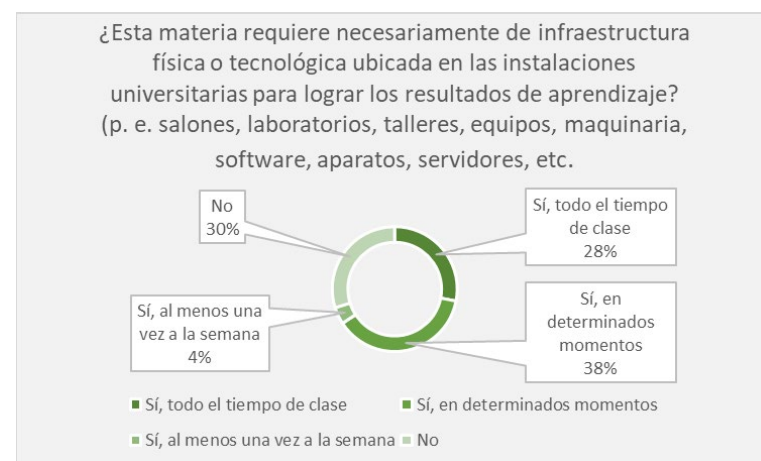 ¿Esta materia requiere necesariamente de infraestructura
física o tecnológica ubicada en las instalaciones
universitarias para lograr los resultados de aprendizaje?
(p. e. salones, laboratorios, talleres, equipos, maquinaria,
software, aparatos, servidores, etc.
No
30%
Sí, todo el tiempo
de clase
28%
Sí, al menos una
vez a la semana
4%
Sí, en
determinados
momentos
38%
Sí, todo el tiempo de clase
Sí, en determinados momentos
Sí, al menos una vez a la semana
No